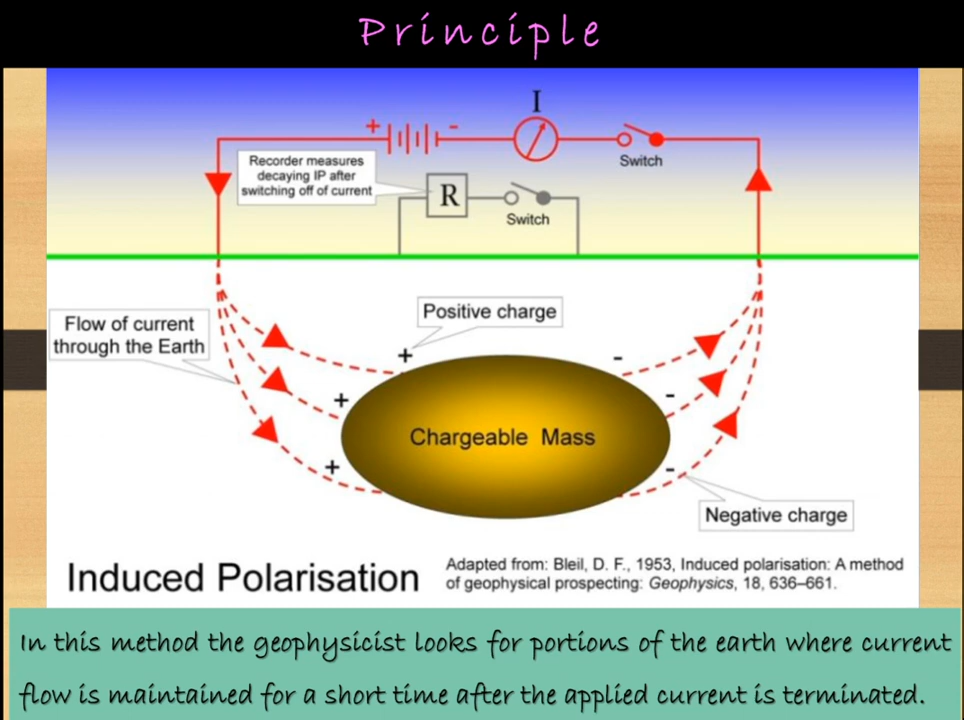 Principle
I
+ -
Switch
Recorder measures
decaying IP after
switching off of current
R
Switch
Positive charge
Flow of current
through the Earth
+ -
+ -
Chargeable Mass
+ -
Negative charge
Induced Polarisation
Adapted from: Bleil, D. F., 1953, Induced polarisation: A method
of geophysical prospecting: Geophysics, 18, 636–661.
In this method the geophysicist looks for portions of the earth where current
flow is maintained for a short time after the applied current is terminated.